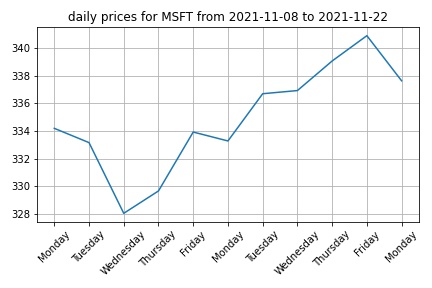 daily prices for MSFT from 2021-11-08 to 2021-11-22
340
338
336
334
332
330
328
Monday
Tuesday
Wednesday
Thursday
Friday
Monday
Tuesday
Wednesday
Thursday
Friday
Monday